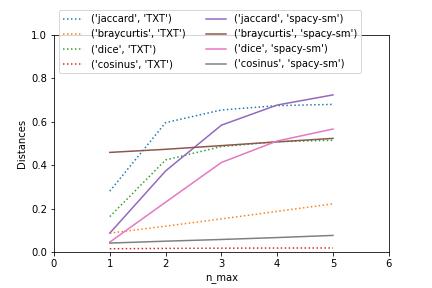 ('jaccard', 'TXT') ('jaccard', 'spacy-sm')
('braycurtis', 'TXT') ('braycurtis', 'spacy-sm')
('dice', 'TXT') ('dice', 'spacy-sm')
('cosinus', 'TXT') ('cosinus', 'spacy-sm')
1.0
0.8
0.6
0.4
0.2
0.0
Distances
0 1 2 3 4 5 6
n_max